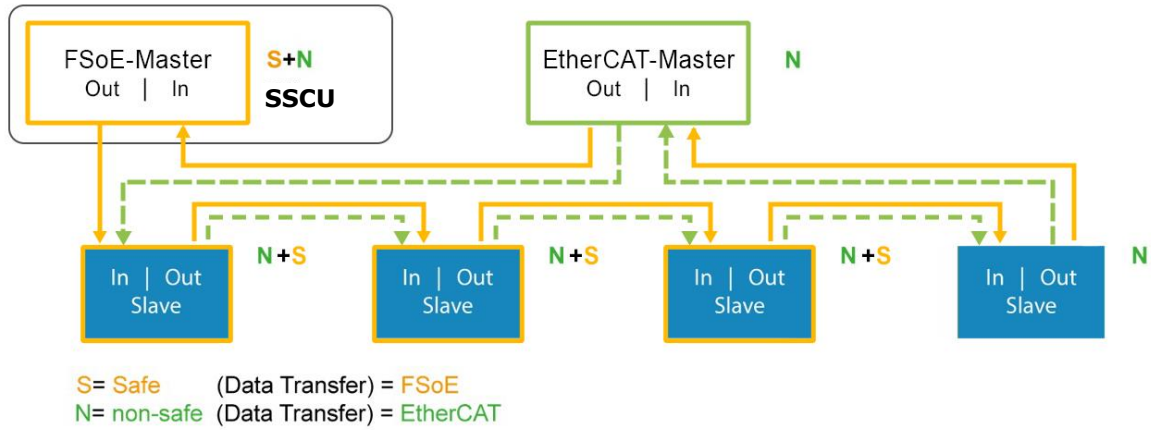 FSoE-Master
Out | In
S+N
SSCU
EtherCAT-Master
Out | In
N
In | Out
Slave
N+S
In | Out
Slave
N+S
In | Out
Slave
N+S
In | Out
Slave
N
S= Safe (Data Transfer) = FSoE
N= non-safe (Data Transfer) = EtherCAT